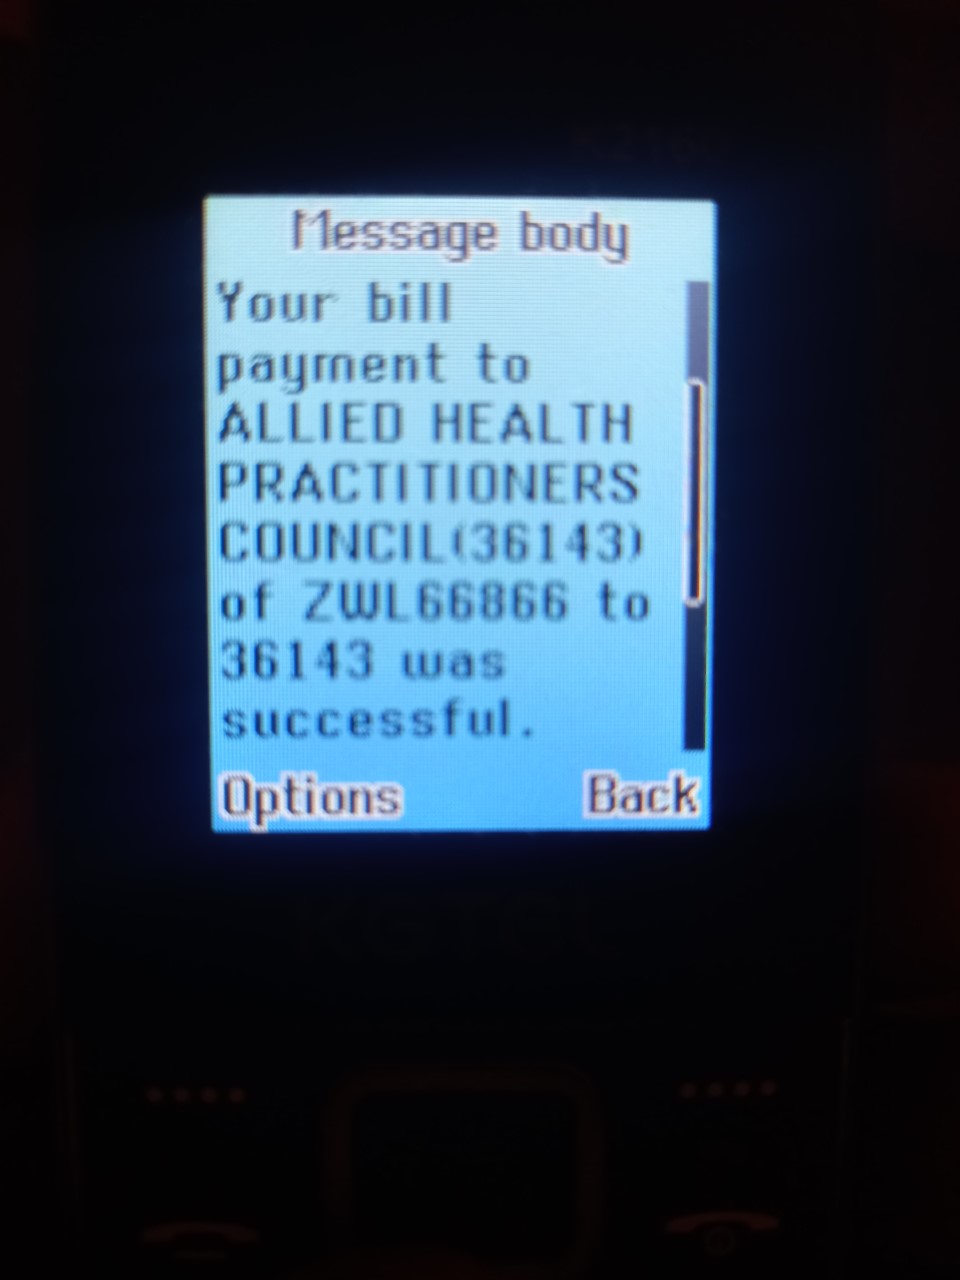 Message body
Your bill
payment to
ALLIED HEALTH
PRACTITIONERS
COUNCIL(36143)
of ZWL66866 to
36143 was
successful.
Options
Back